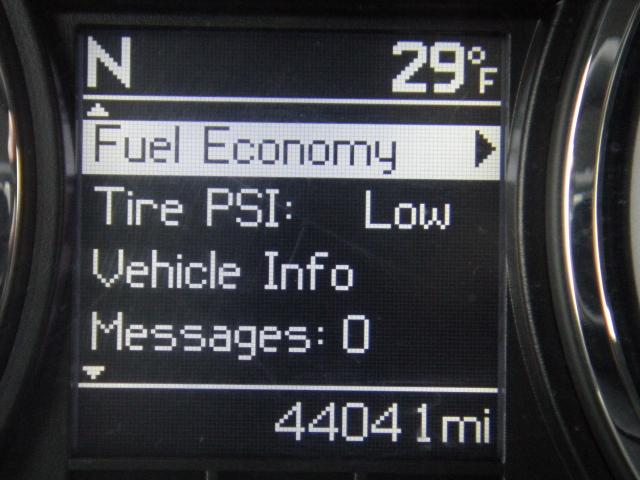 N 29°F
Fuel Economy
Tire PSI: Low
Vehicle Info
Messages: 0
44041mi